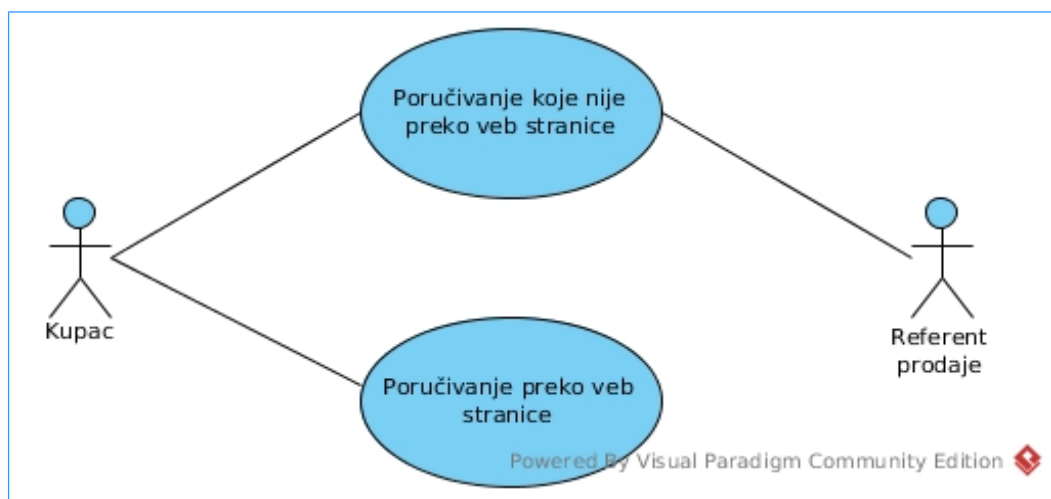 Poručivanje koje nije
preko veb stranice
Kupac
Referent
prodaje
Poručivanje preko veb
stranice
Powered By Visual Paradigm Community Edition